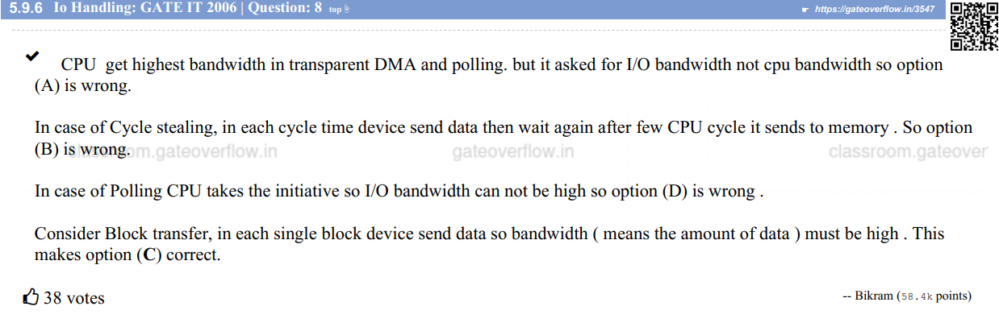 5.9.6 Io Handling: GATE IT 2006 | Question: 8 top
☛ https://gateoverflow.in/3547
CPU get highest bandwidth in transparent DMA and polling. but it asked for I/O bandwidth not cpu bandwidth so option
(A) is wrong.
In case of Cycle stealing, in each cycle time device send data then wait again after few CPU cycle it sends to memory . So option
(B) is wrong.
classroom.gateoverflow.in gateoverflow.in classroom.gateover
In case of Polling CPU takes the initiative so I/O bandwidth can not be high so option (D) is wrong .
Consider Block transfer, in each single block device send data so bandwidth ( means the amount of data ) must be high . This
makes option (C) correct.
38 votes
-- Bikram (58.4k points)